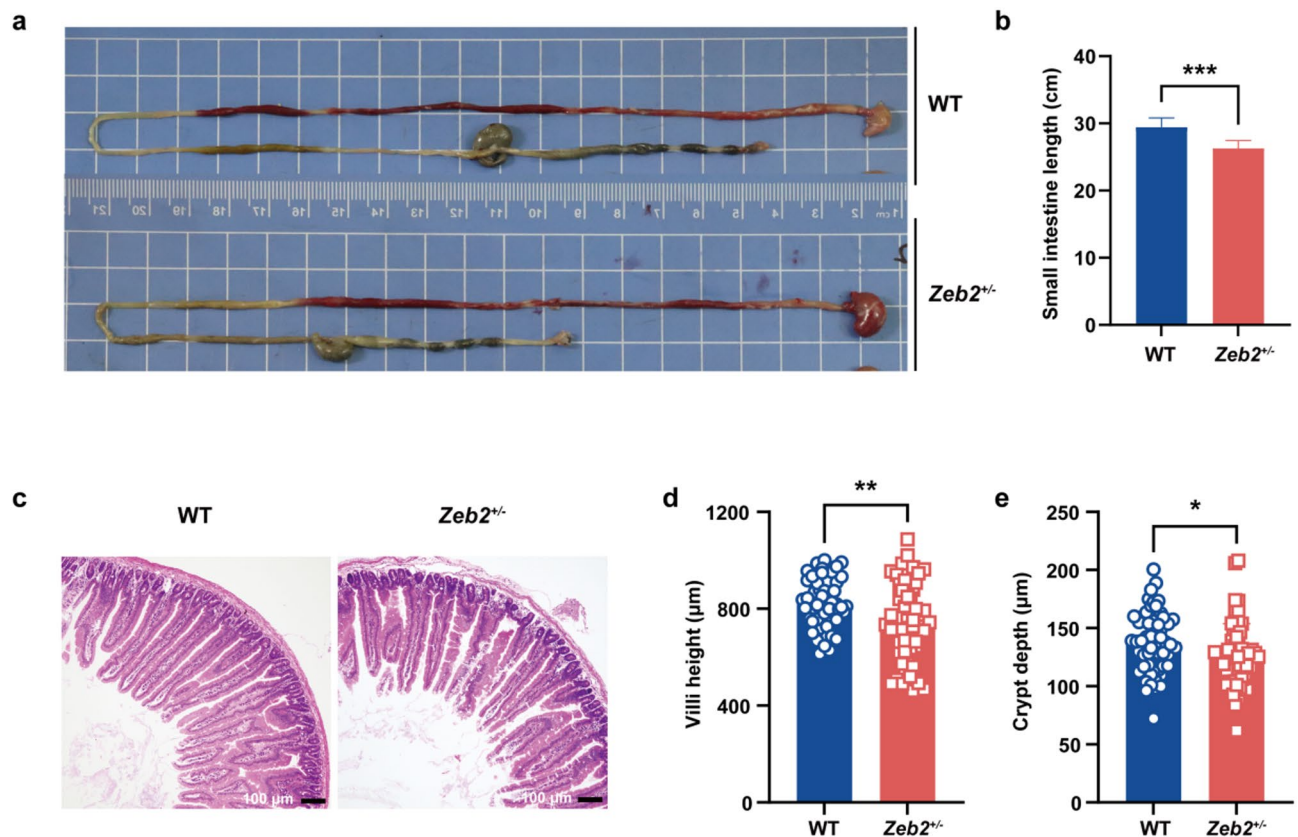 a
WT
21 20 19 18 17 16 15 14 13 12 11 10 9 8 7 6 5 4 3 2 1 cm
Zeb2+/-
b
40
30
20
10
0
Small intestine length (cm)
***
WT Zeb2+/-
c
WT Zeb2+/-
100 μm
100 μm
d
1200
800
400
0
Villi height (μm)
**
WT Zeb2+/-
e
250
200
150
100
50
0
Crypt depth (μm)
*
WT Zeb2+/-